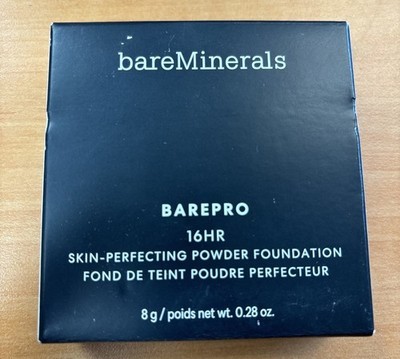 bareMinerals
BAREPRO
16HR
SKIN-PERFECTING POWDER FOUNDATION
FOND DE TEINT POUDRE PERFECTEUR
8 g / poids net wt. 0.28 oz.